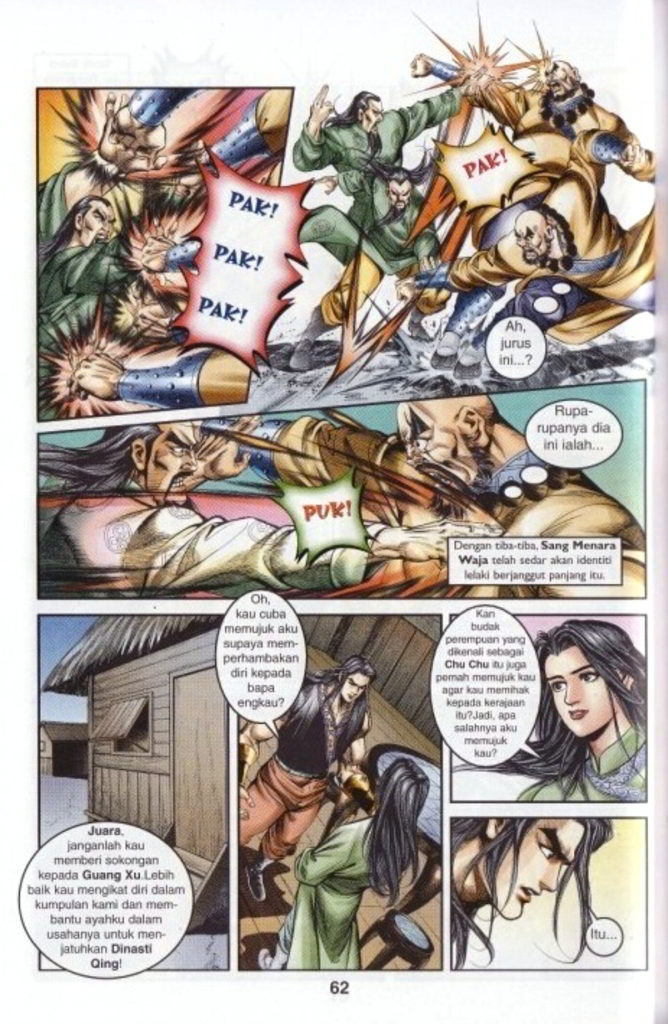 PAK!
PAK!
PAK!
PAK!
Ah,
jurus
ini...?
Rupa-
rupanya dia
ini ialah...
PUK!
Dengan tiba-tiba, Sang Menara
Waja telah sedar akan identiti
lelaki berjanggut panjang itu.
Juara,
janganlah kau
memberi sokongan
kepada Guang Xu.Lebih
baik kau mengikat diri dalam
kumpulan kami dan mem-
bantu ayahku dalam
usahanya untuk men-
jatuhkan Dinasti
Qing!
Oh,
kau cuba
memujuk aku
supaya mem-
perhambakan
diri kepada
bapa
engkau?
Kan
budak
perempuan yang
dikenali sebagai
Chu Chu itu juga
pernah memujuk kau
agar kau memihak
kepada kerajaan
itu?Jadi, apa
salahnya aku
memujuk
kau?
Itu...
62